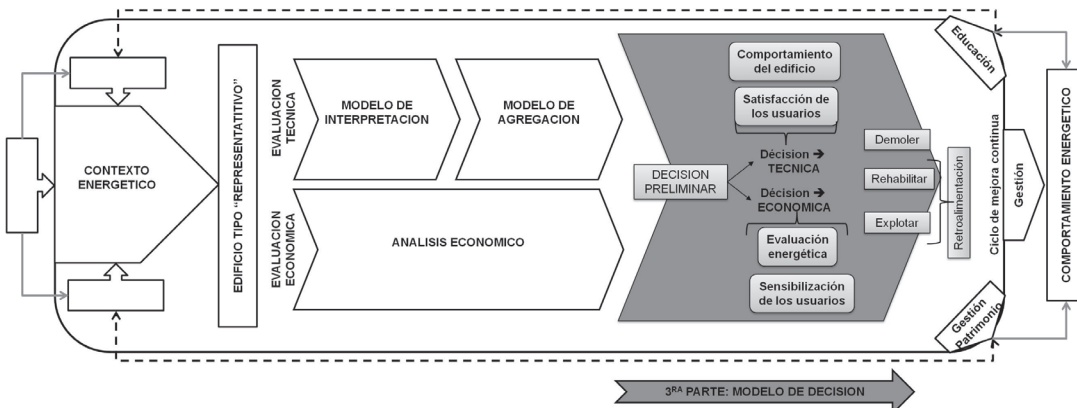 CONTEXTO
ENERGETICO
EDIFICIO TIPO “REPRESENTATITIVO”
EVALUACION
TECNICA
EVALUACION
ECONOMICA
MODELO DE
INTERPRETACION
MODELO DE
AGREGACION
ANALISIS ECONOMICO
DECISION
PRELIMINAR
Comportamiento
del edificio
Satisfacción de
los usuarios
Décision ➔
TECNICA
Décision ➔
ECONOMICA
Evaluación
energética
Sensibilización
de los usuarios
Demoler
Rehabilitar
Explotar
Retroalimentación
Ciclo de mejora continua
Educación
Gestión
Gestión
Patrimonio
COMPORTAMIENTO ENERGETICO
3RA PARTE: MODELO DE DECISION